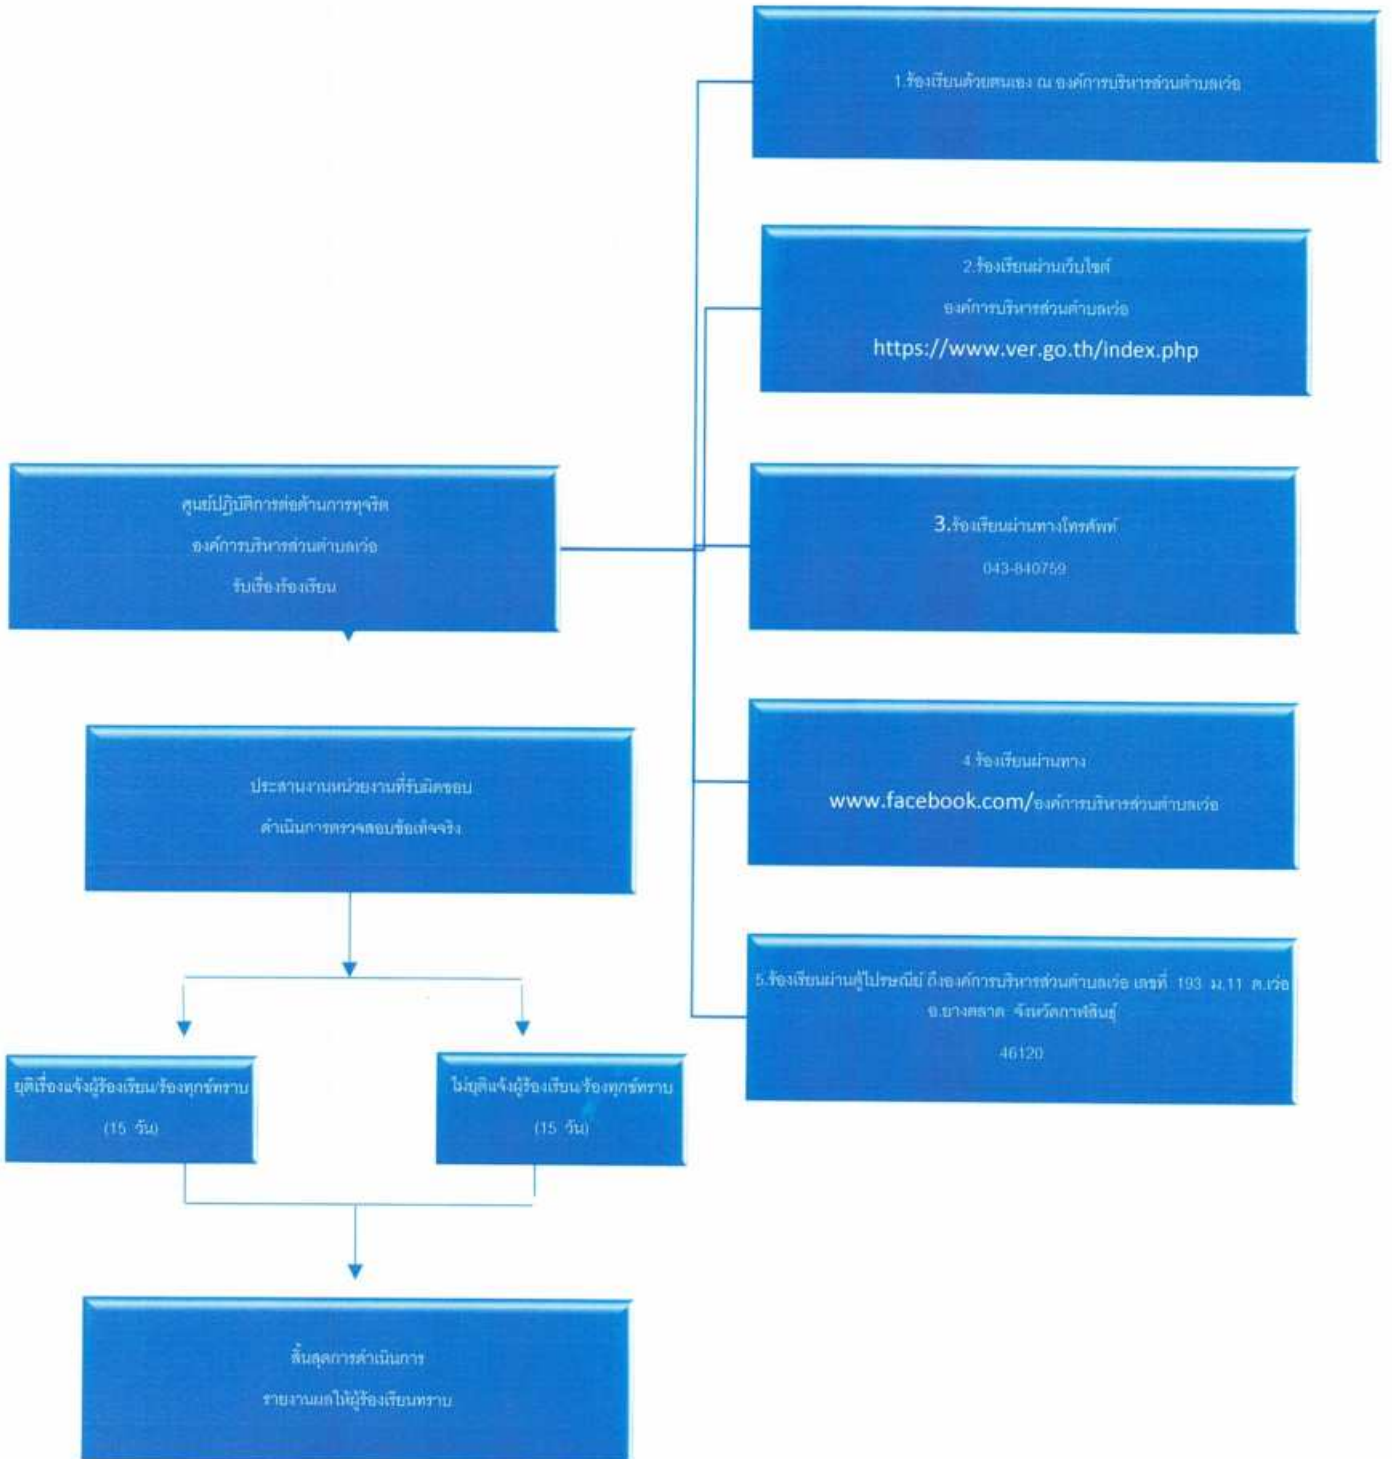 1.ร้องเรียนด้วยตนเอง ณ องค์การบริหารส่วนตำบลเว่อ
2.ร้องเรียนผ่านเว็บไซต์
องค์การบริหารส่วนตำบลเว่อ
https://www.ver.go.th/index.php
ศูนย์ปฏิบัติการต่อต้านการทุจริต
องค์การบริหารส่วนตำบลเว่อ
รับเรื่องร้องเรียน
3.ร้องเรียนผ่านทางโทรศัพท์
043-840759
ประสานงานหน่วยงานที่รับผิดชอบ
ดำเนินการตรวจสอบข้อเท็จจริง
4.ร้องเรียนผ่านทาง
www.facebook.com/องค์การบริหารส่วนตำบลเว่อ
5.ร้องเรียนผ่านตู้ไปรษณีย์ ถึงองค์การบริหารส่วนตำบลเว่อ เลขที่ 193 ม.11 ต.เว่อ
อ.ยางตลาด จังหวัดกาฬสินธุ์
46120
ยุติเรื่องแจ้งผู้ร้องเรียน/ร้องทุกข์ทราบ
(15 วัน)
ไม่ยุติแจ้งผู้ร้องเรียน/ร้องทุกข์ทราบ
(15 วัน)
สิ้นสุดการดำเนินการ
รายงานผลให้ผู้ร้องเรียนทราบ